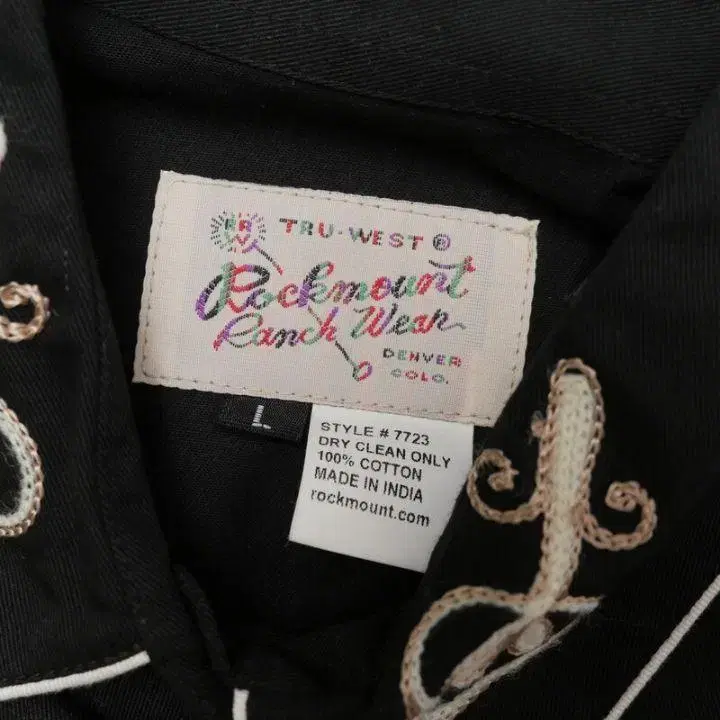 RR
W
TRU-WEST ®
Rockmount
Ranch Wear
DENVER
COLO.
L
STYLE # 7723
DRY CLEAN ONLY
100% COTTON
MADE IN INDIA
rockmount.com